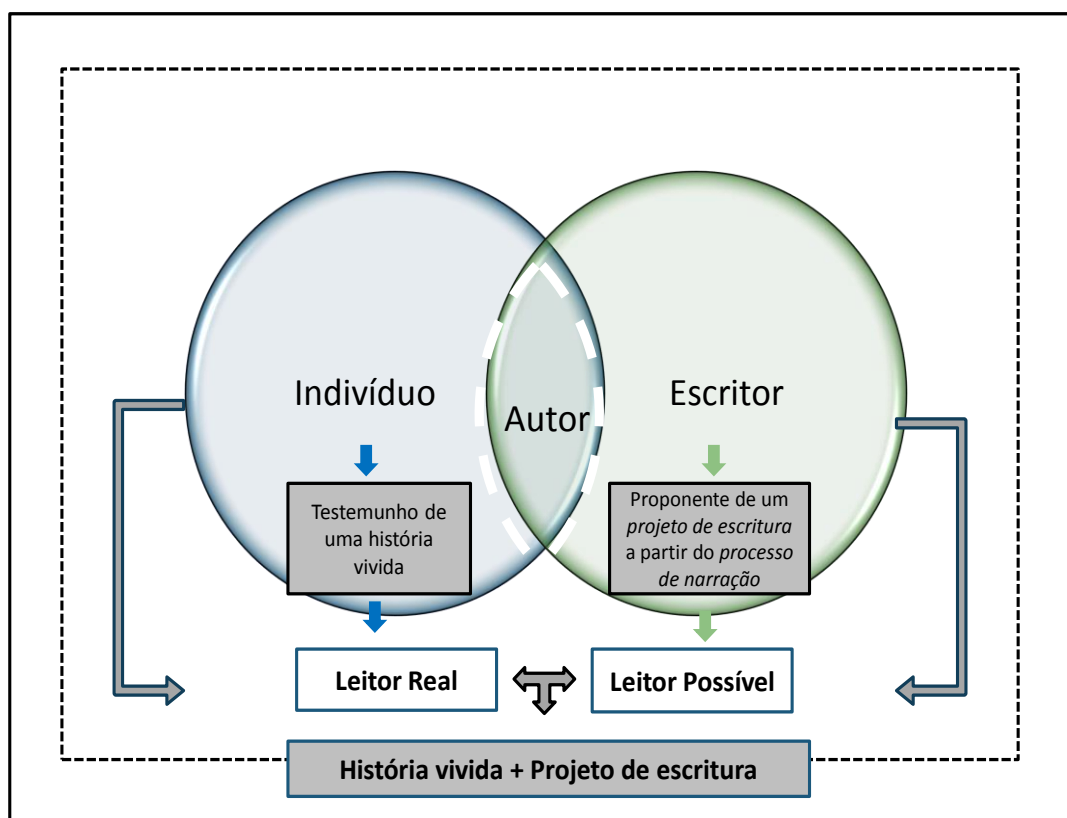 Indivíduo
Autor
Escritor
Testemunho de
uma história
vivida
Proponente de um
projeto de escritura
a partir do processo
de narração
Leitor Real
Leitor Possível
História vivida + Projeto de escritura